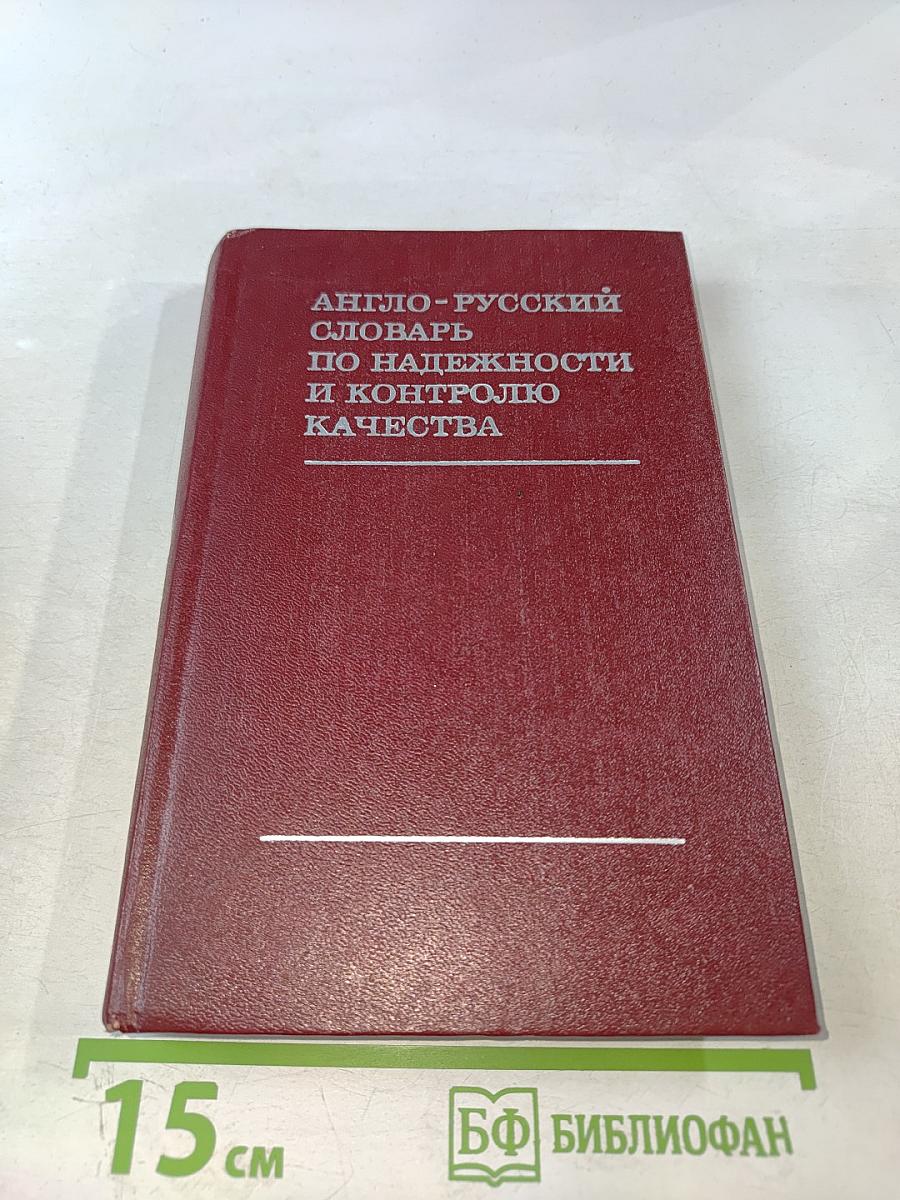 АНГЛО-РУССКИЙ
СЛОВАРЬ
ПО НАДЕЖНОСТИ
И КОНТРОЛЮ
КАЧЕСТВА
15 см
БФ БИБЛИОФАН